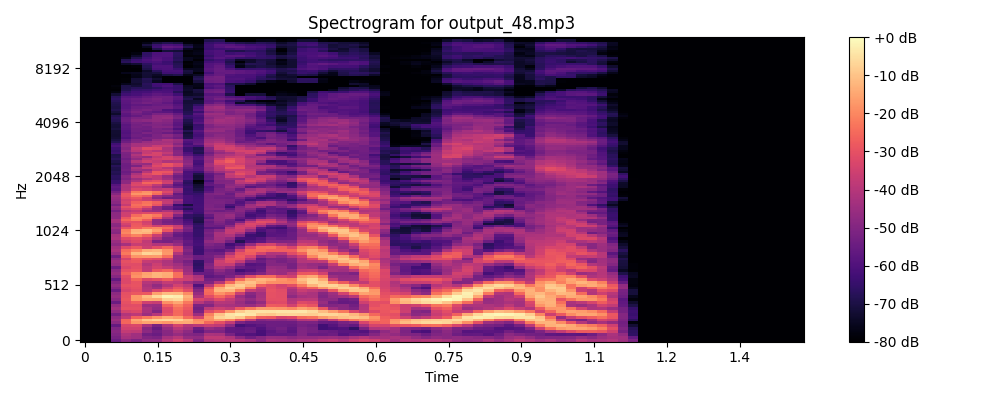 Spectrogram for output_48.mp3
8192
4096
2048
1024
512
0
Hz
0 0.15 0.3 0.45 0.6 0.75 0.9 1.1 1.2 1.4
Time
+0 dB
-10 dB
-20 dB
-30 dB
-40 dB
-50 dB
-60 dB
-70 dB
-80 dB